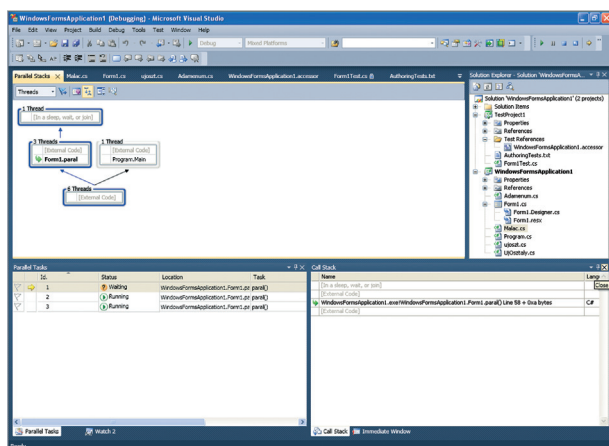 WindowsFormsApplication1 (Debugging) - Microsoft Visual Studio
File Edit View Project Build Debug Data Tools Test Window Help
Debug Mixed Platforms
Parallel Stacks Malac.cs Form1.cs ujoszt.cs Adamenum.cs WindowsFormsApplication1.accessor Form1Test.cs AuthoringTests.txt
Threads
1 Thread
[In a sleep, wait, or join]
3 Threads
[External Code]
Form1.paral
1 Thread
[External Code]
Program.Main
6 Threads
[External Code]
Solution Explorer - Solution 'WindowsFormsA...
Solution 'WindowsFormsApplication1' (2 projects)
Solution Items
TestProject1
Properties
References
Test References
WindowsFormsApplication1.accessor
AuthoringTests.txt
Form1Test.cs
WindowsFormsApplication1
Properties
References
Adamenum.cs
Form1.cs
Form1.Designer.cs
Form1.resx
Malac.cs
Program.cs
ujoszt.cs
UjOsztaly.cs
Parallel Tasks
Id. Status Location Task
1 Waiting WindowsFormsApplication1.Form1.pa paral()
2 Running WindowsFormsApplication1.Form1.pa paral()
3 Running WindowsFormsApplication1.Form1.pa paral()
Parallel Tasks Watch 2
Call Stack
Name Lang
Close
[In a sleep, wait, or join]
[External Code]
WindowsFormsApplication1.exe!WindowsFormsApplication1.Form1.paral() Line 58 + 0xa bytes C#
[External Code]
Call Stack Immediate Window
Ready